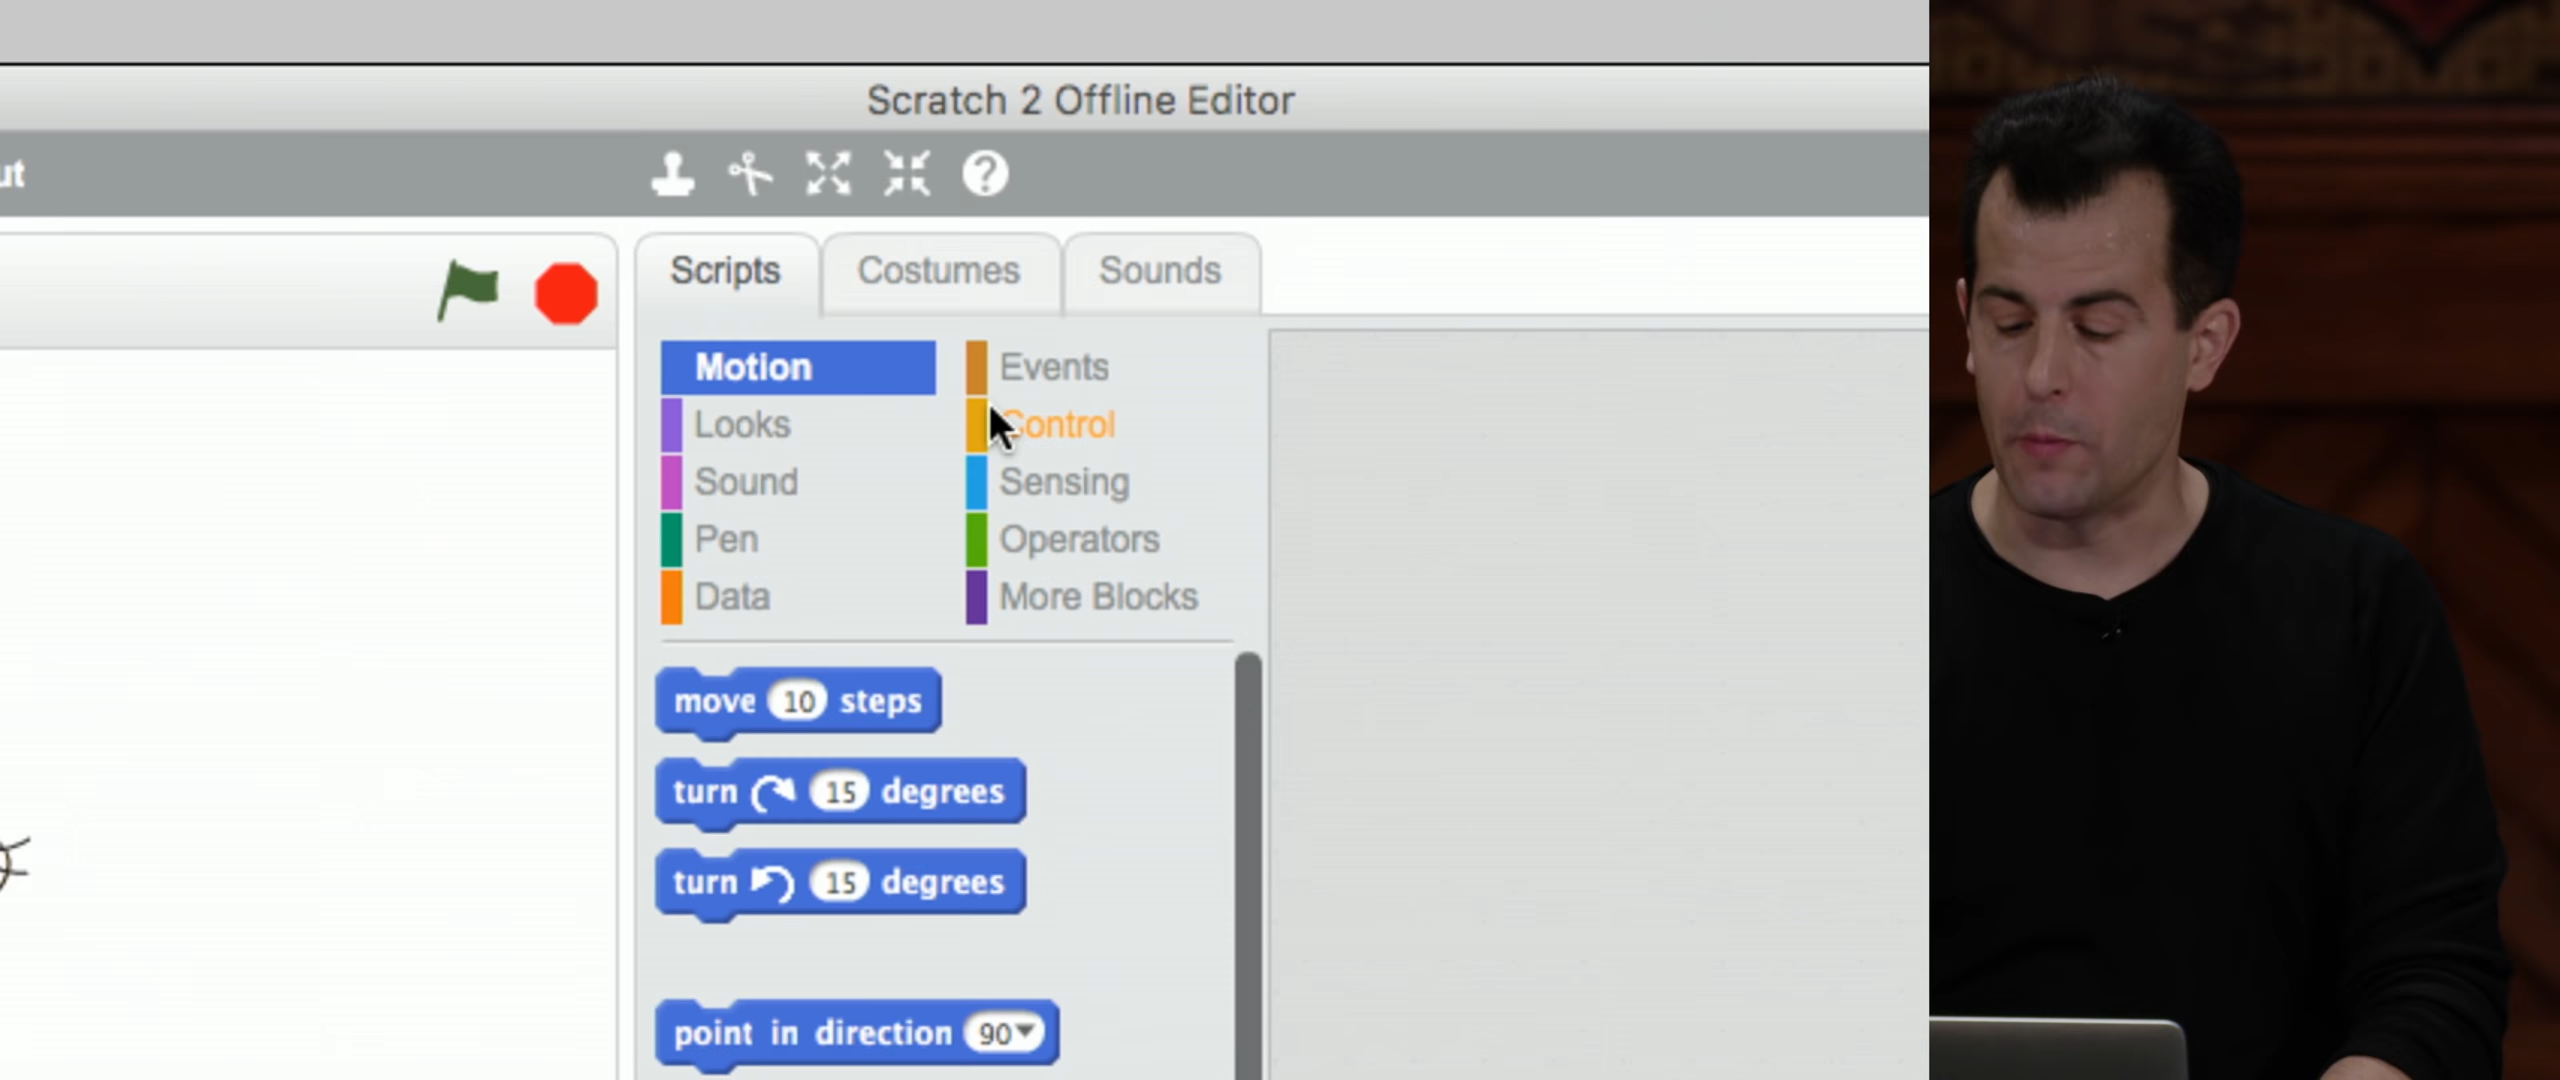 Scratch 2 Offline Editor
ut
?
Scripts Costumes Sounds
Motion Events
Looks Control
Sound Sensing
Pen Operators
Data More Blocks
move 10 steps
turn 15 degrees
turn 15 degrees
point in direction 90